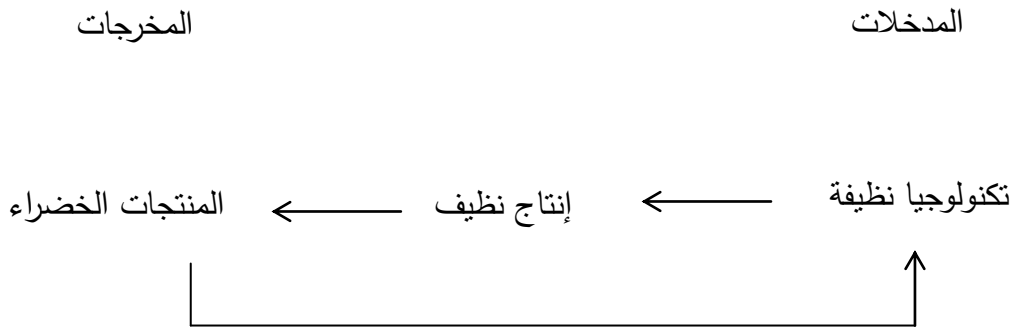 المدخلات المخرجات
تكنولوجيا نظيفة إنتاج نظيف المنتجات الخضراء